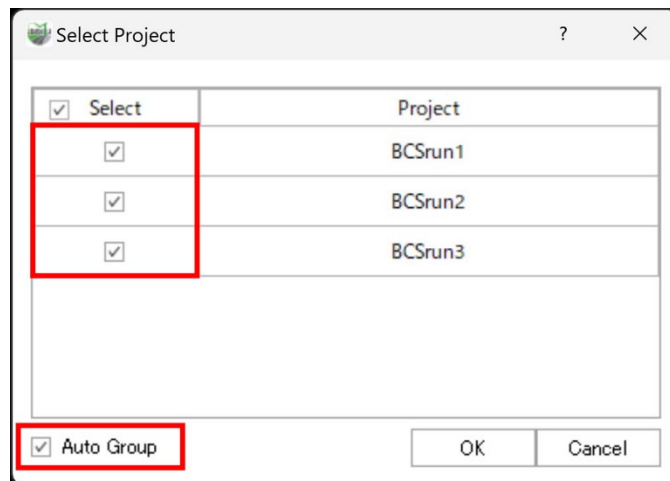 Select Project
Select Project
BCSrun1
BCSrun2
BCSrun3
Auto Group OK Cancel